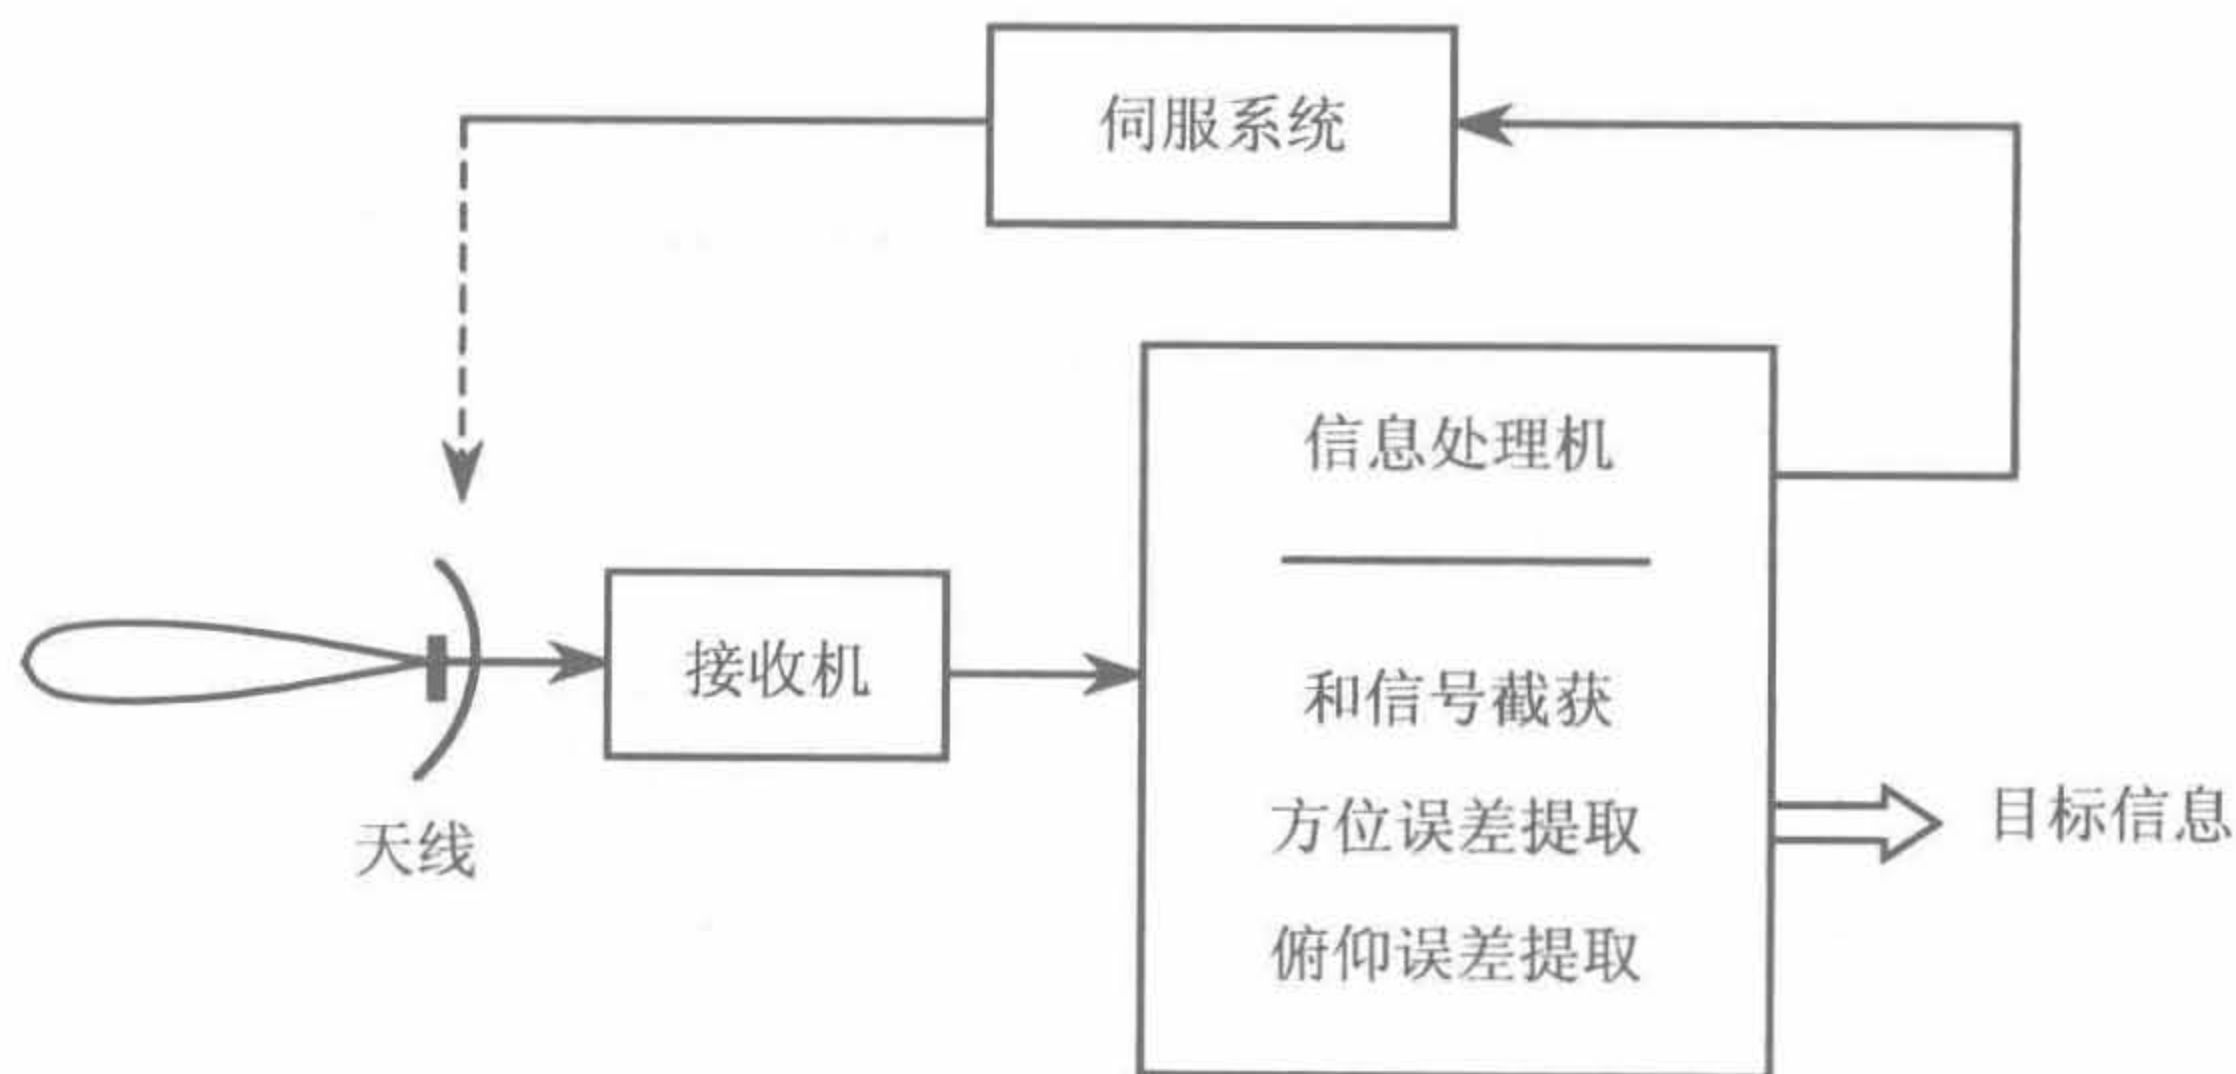 伺服系统
信息处理机
接收机
和信号截获
方位误差提取
目标信息
天线
俯仰误差提取